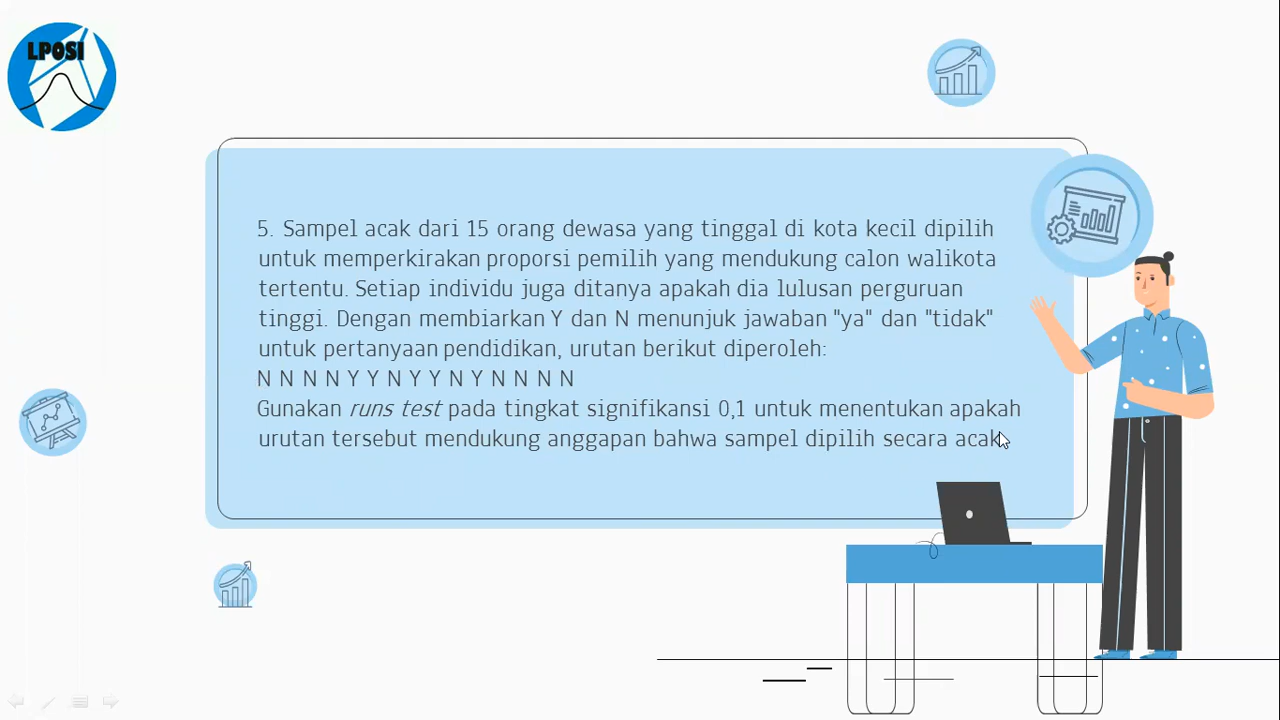 LPOSI
5. Sampel acak dari 15 orang dewasa yang tinggal di kota kecil dipilih
untuk memperkirakan proporsi pemilih yang mendukung calon walikota
tertentu. Setiap individu juga ditanya apakah dia lulusan perguruan
tinggi. Dengan membiarkan Y dan N menunjuk jawaban "ya" dan "tidak"
untuk pertanyaan pendidikan, urutan berikut diperoleh:
N N N N Y Y N Y Y N Y N N N N
Gunakan runs test pada tingkat signifikansi 0,1 untuk menentukan apakah
urutan tersebut mendukung anggapan bahwa sampel dipilih secara acak.